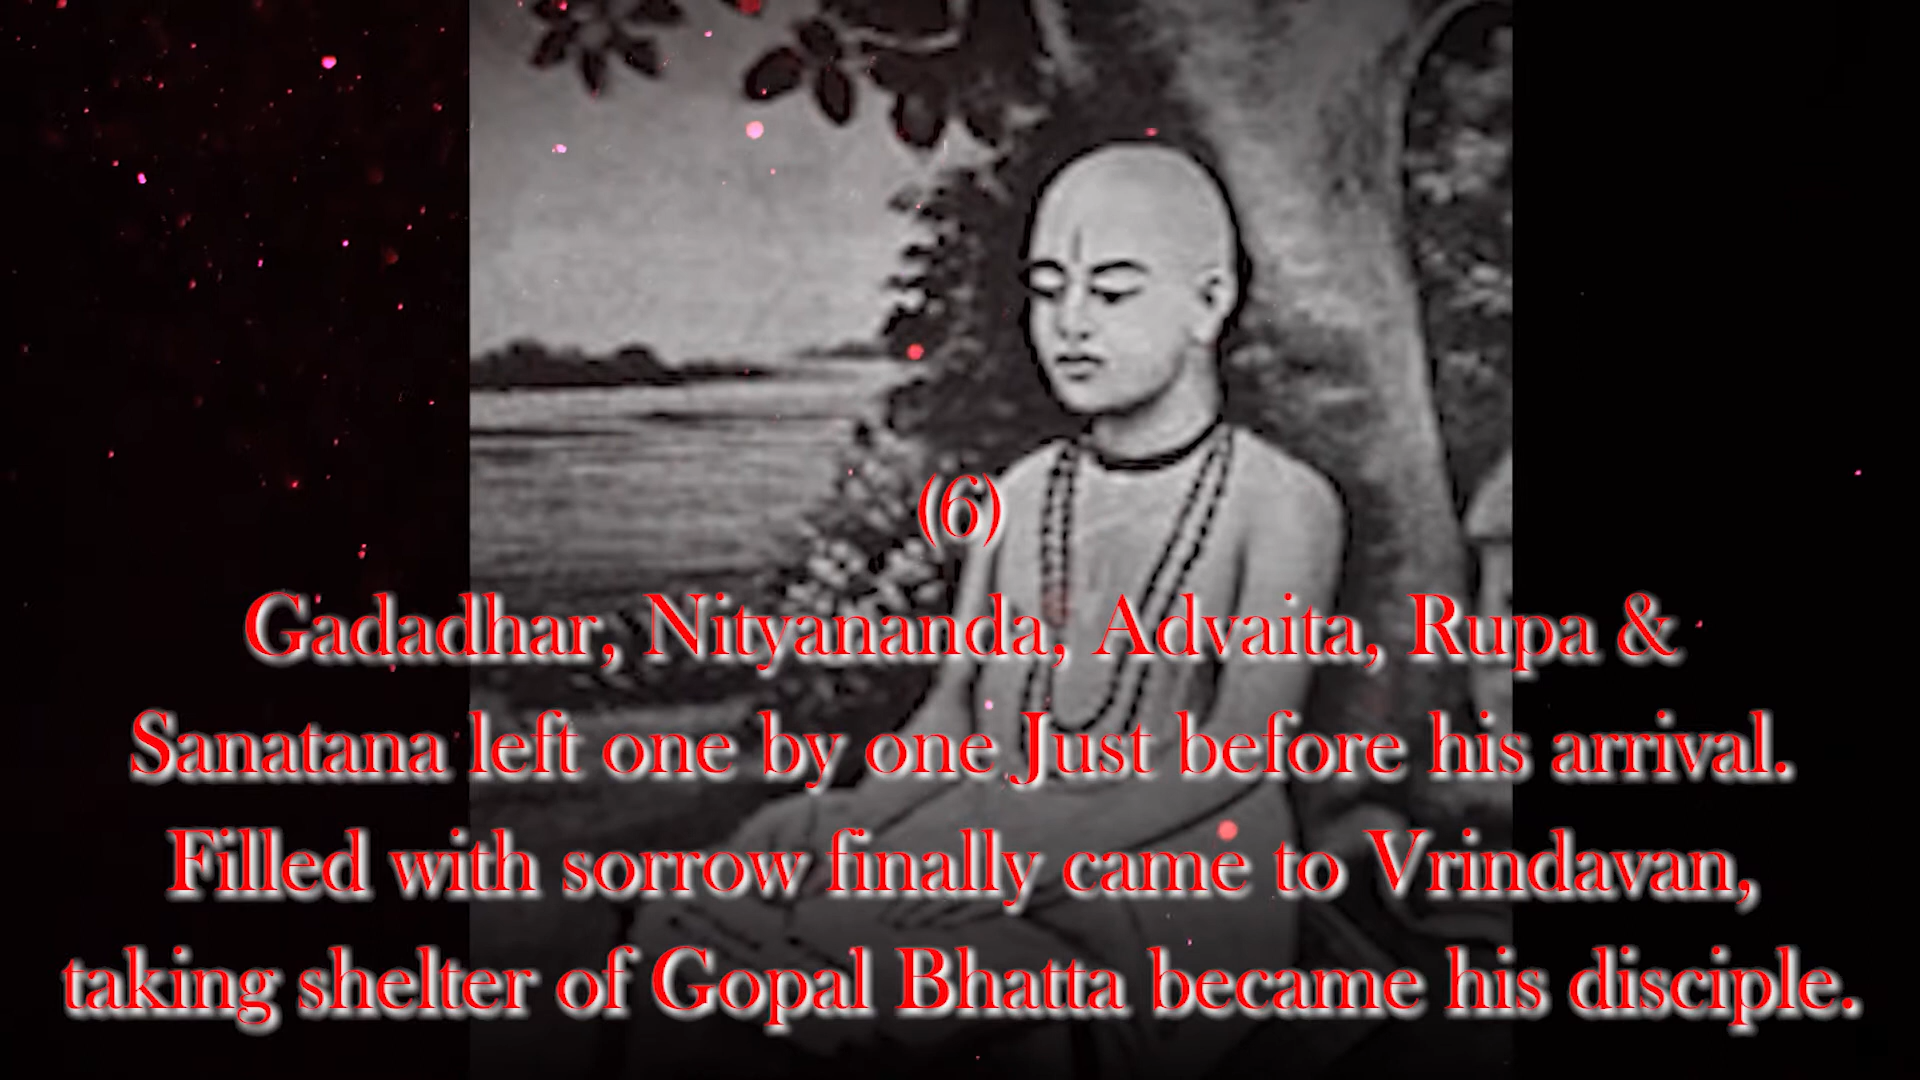 (6)
Gadadhar, Nityananda, Advaita, Rupa &
Sanatana left one by one Just before his arrival.
Filled with sorrow finally came to Vrindavan,
taking shelter of Gopal Bhatta became his disciple.